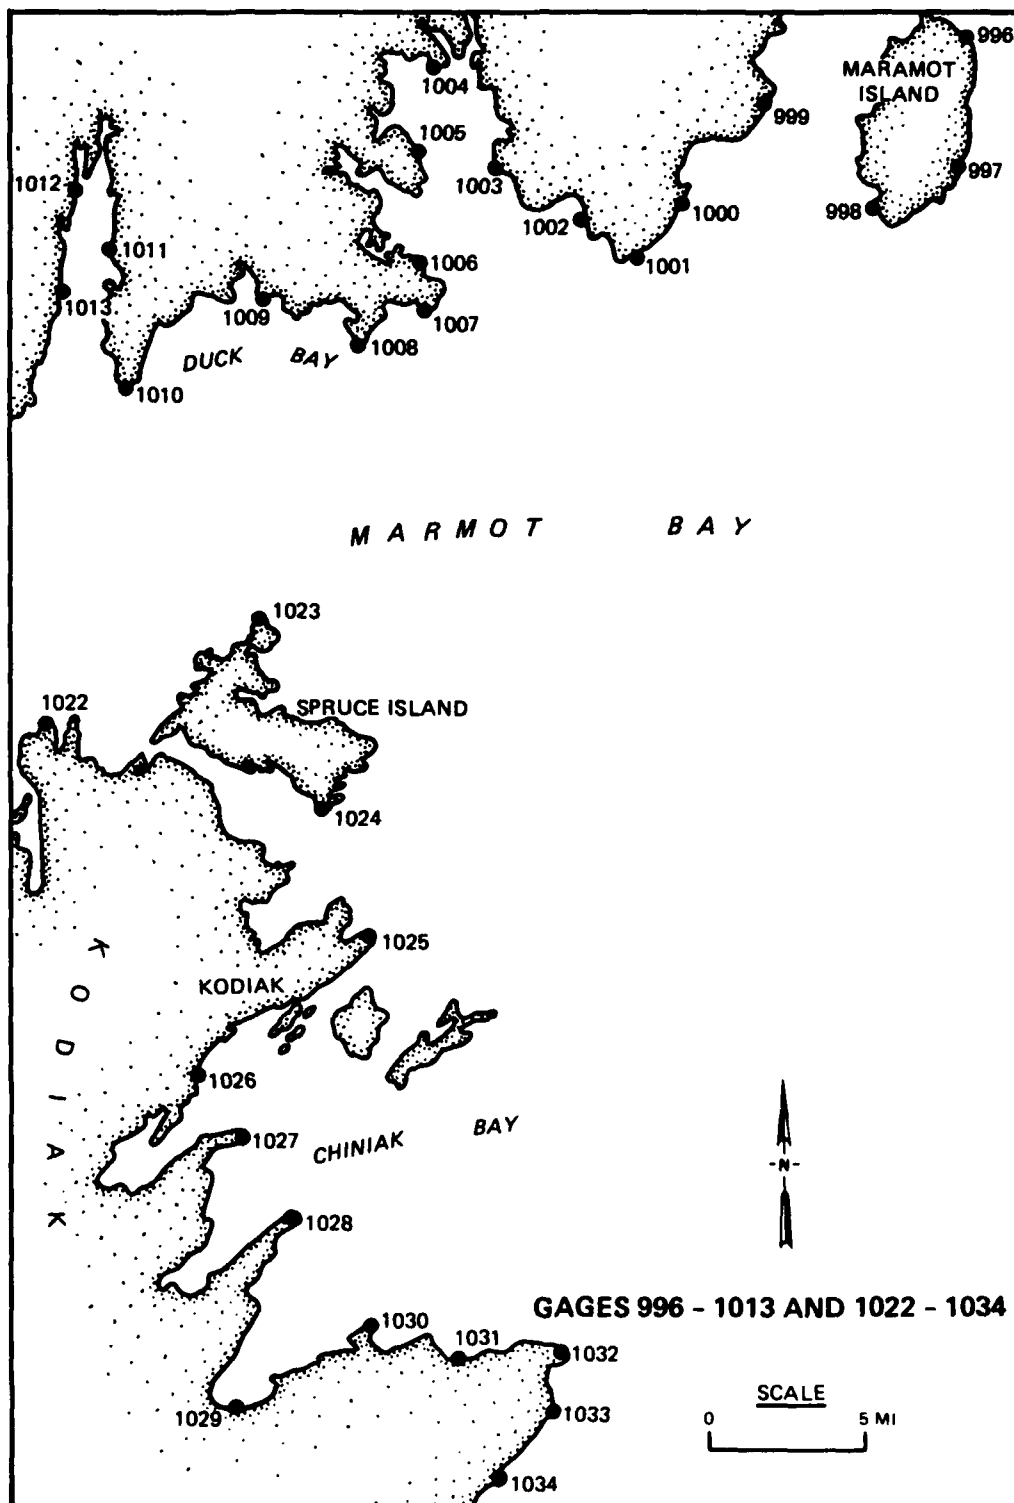 996
MARAMOT
ISLAND
1004
999
1005
1012
1003
997
1000
998
1002
1011
1006
1001
1013
1009
1007
1008
DUCK BAY
1010
MARMOT BAY
1023
1022
SPRUCE ISLAND
1024
1025
KODIAK
KODIAK
1026
CHINIAK BAY
1027
-N-
1028
GAGES 996 - 1013 AND 1022 - 1034
1030
1031
1032
1029
1033
SCALE
0 5 MI
1034